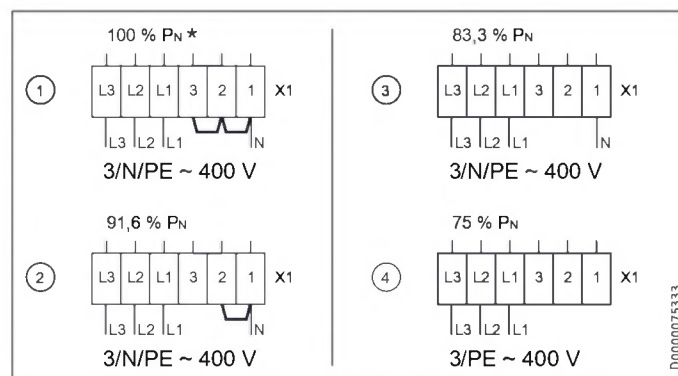 100 % PN *
1
L3 L2 L1 3 2 1 X1
L3 L2 L1 N
3/N/PE ~ 400 V
91,6 % PN
2
L3 L2 L1 3 2 1 X1
L3 L2 L1 N
3/N/PE ~ 400 V
83,3 % PN
3
L3 L2 L1 3 2 1 X1
L3 L2 L1 N
3/N/PE ~ 400 V
75 % PN
4
L3 L2 L1 3 2 1 X1
L3 L2 L1
3/PE ~ 400 V
D0000075333